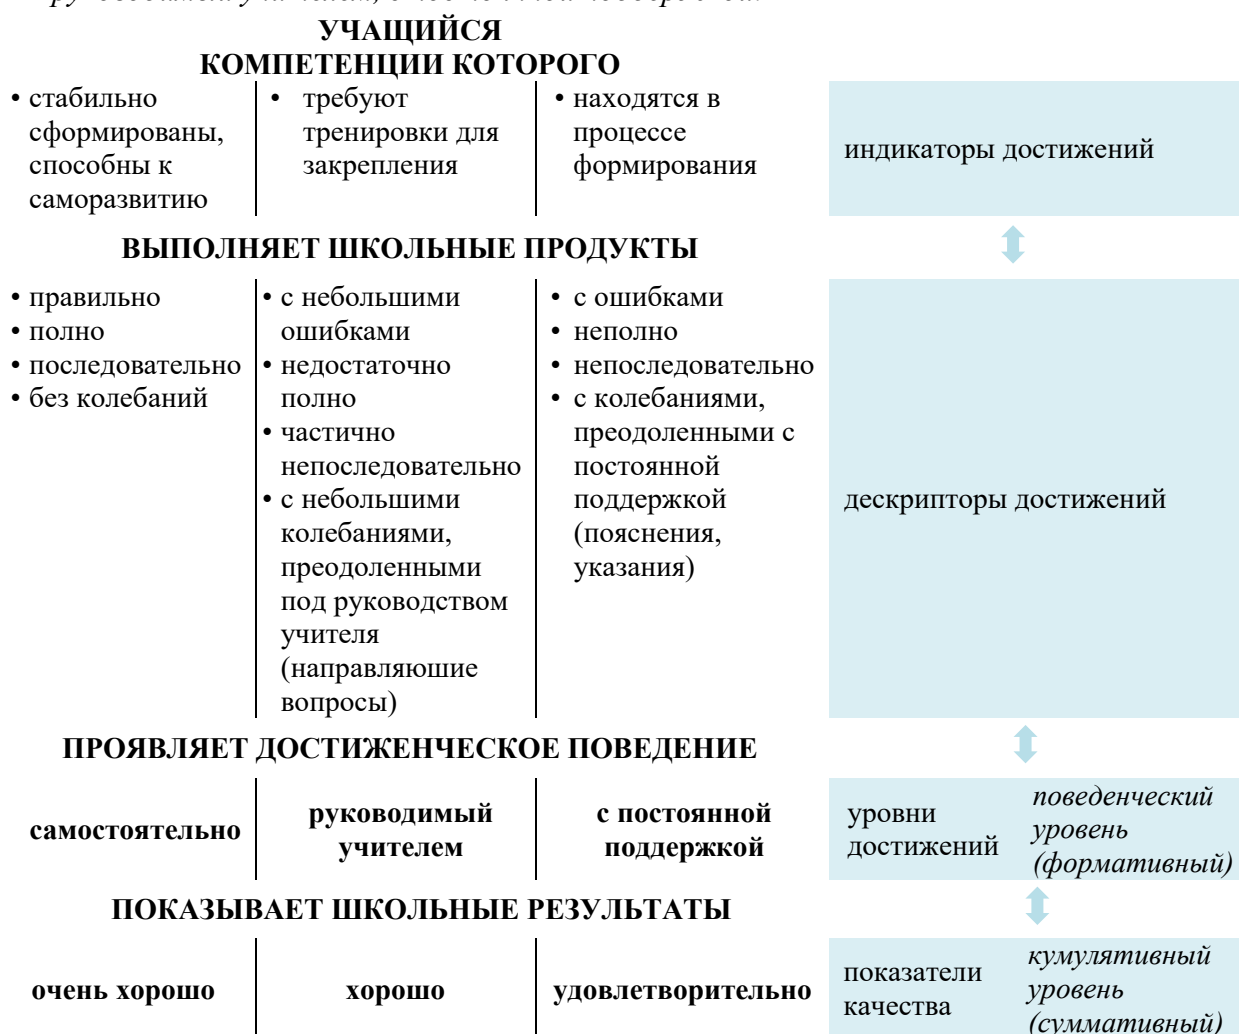 УЧАЩИЙСЯ
КОМПЕТЕНЦИИ КОТОРОГО
• стабильно
сформированы,
способны к
саморазвитию
• требуют
тренировки для
закрепления
• находятся в
процессе
формирования
индикаторы достижений
ВЫПОЛНЯЕТ ШКОЛЬНЫЕ ПРОДУКТЫ
• правильно
• полно
• последовательно
• без колебаний
• с небольшими
ошибками
• недостаточно
полно
• частично
непоследовательно
• с небольшими
колебаниями,
преодоленными
под руководством
учителя
(направляюшие
вопросы)
• с ошибками
• неполно
• непоследовательно
• с колебаниями,
преодоленными с
постоянной
поддержкой
(пояснения,
указания)
дескрипторы достижений
ПРОЯВЛЯЕТ ДОСТИЖЕНЧЕСКОЕ ПОВЕДЕНИЕ
самостоятельно
руководимый
учителем
с постоянной
поддержкой
уровни
достижений
поведенческий
уровень
(формативный)
ПОКАЗЫВАЕТ ШКОЛЬНЫЕ РЕЗУЛЬТАТЫ
очень хорошо
хорошо
удовлетворительно
показатели
качества
кумулятивный
уровень
(суммативный)